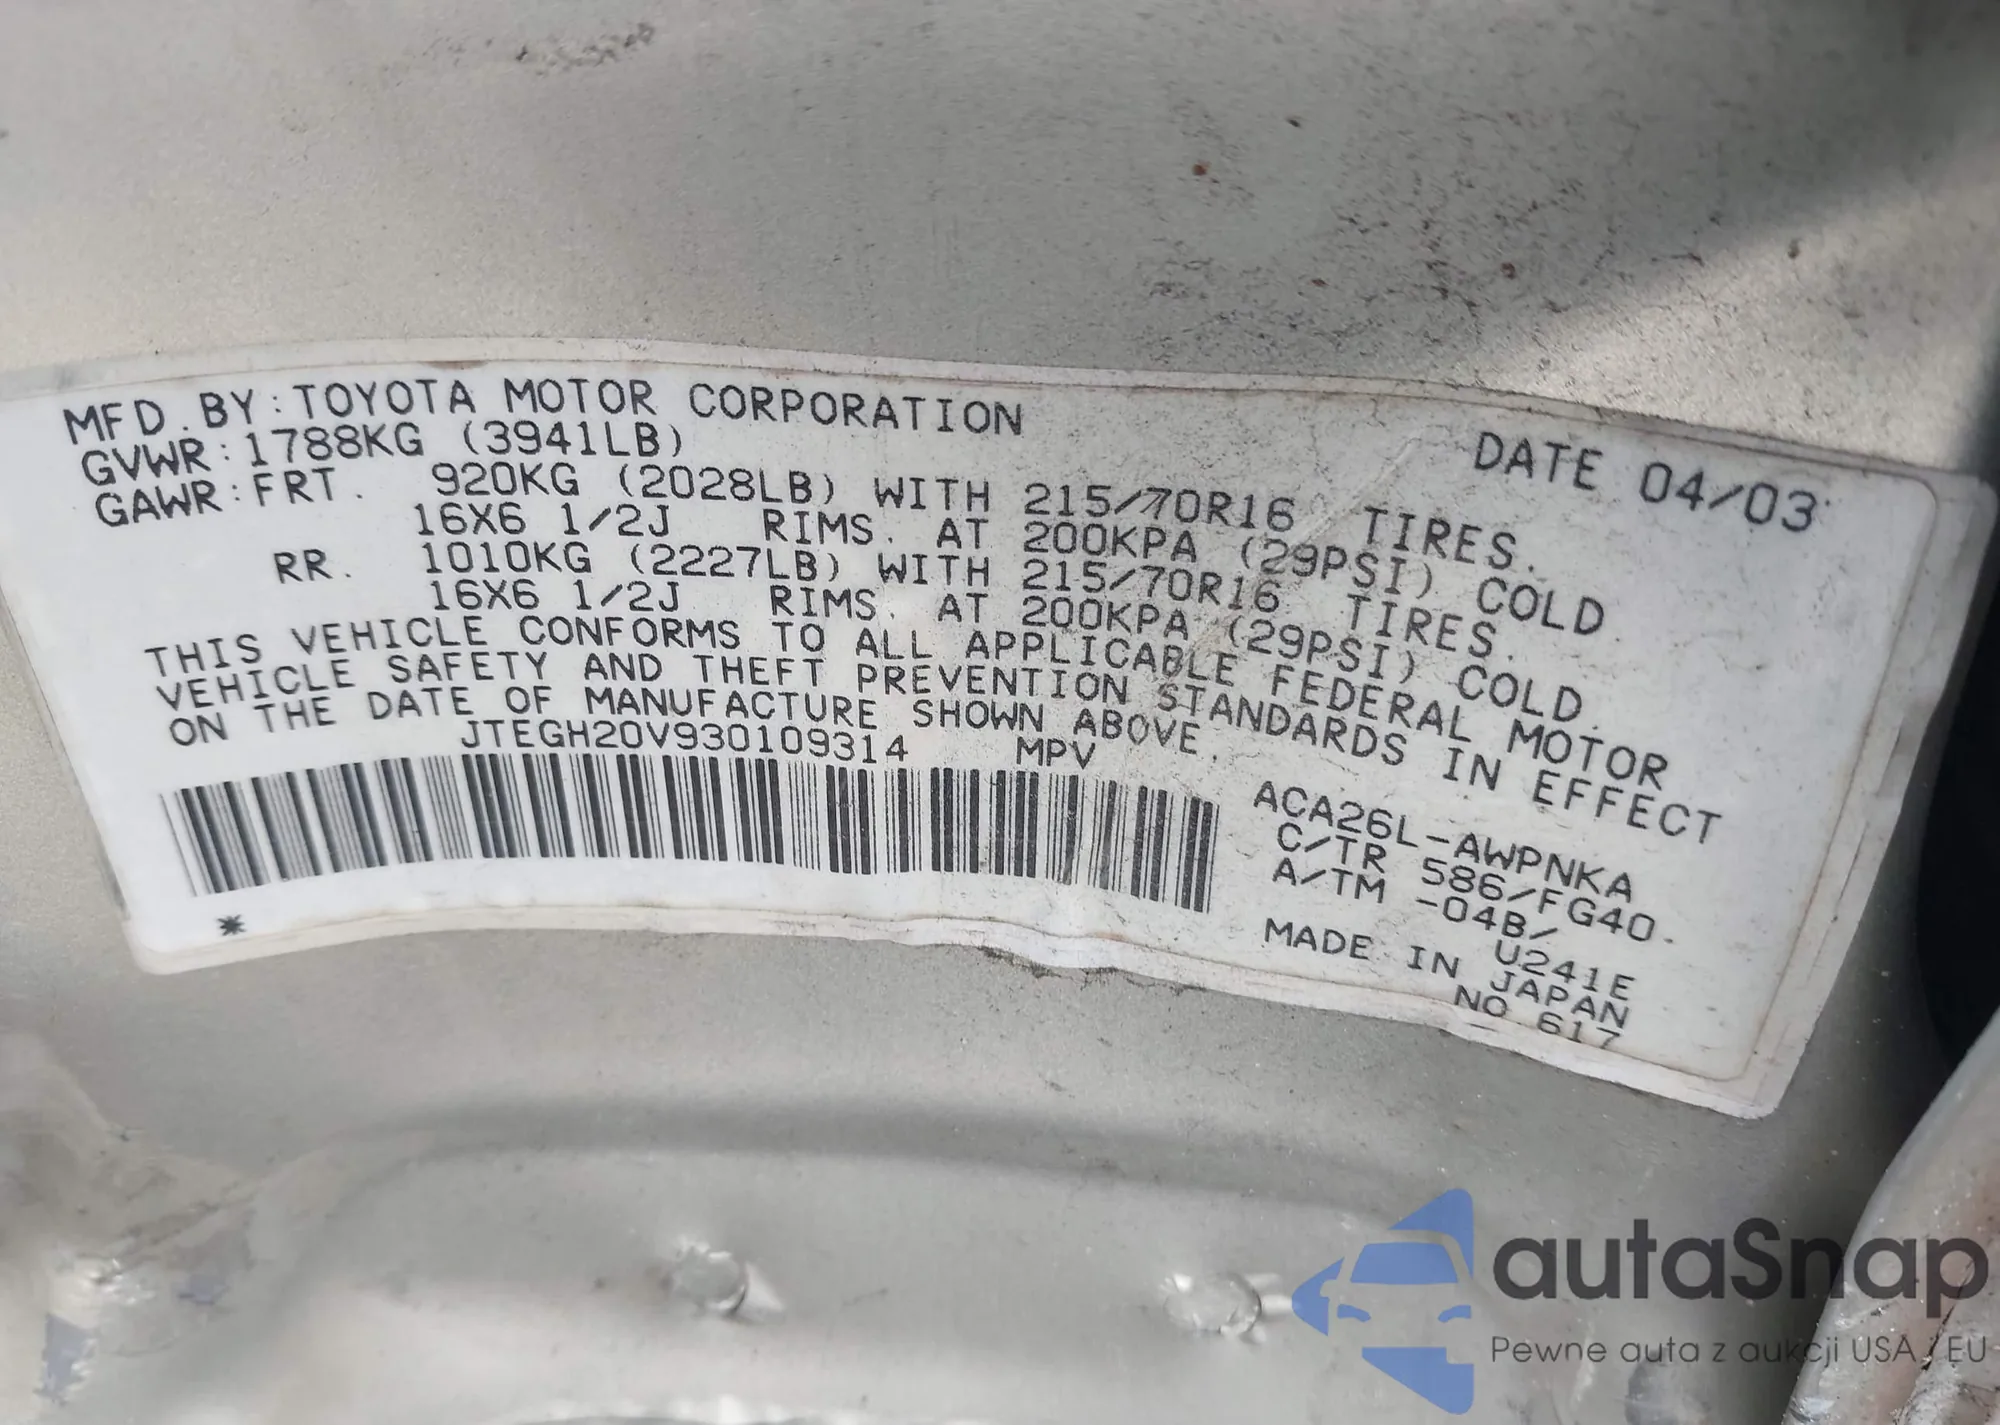 MFD. BY: TOYOTA MOTOR CORPORATION DATE 04/03
GVWR: 1788KG (3941LB)
GAWR: FRT. 920KG (2028LB) WITH 215/70R16 TIRES.
16X6 1/2J RIMS. AT 200KPA (29PSI) COLD
RR. 1010KG (2227LB) WITH 215/70R16 TIRES.
16X6 1/2J RIMS. AT 200KPA (29PSI) COLD.
THIS VEHICLE CONFORMS TO ALL APPLICABLE FEDERAL MOTOR
VEHICLE SAFETY AND THEFT PREVENTION STANDARDS IN EFFECT
ON THE DATE OF MANUFACTURE SHOWN ABOVE.
JTEGH20V930109314 MPV
ACA26L-AWPNKA
C/TR 586/FG40.
A/TM -04B/
U241E
MADE IN JAPAN
NO 617
*
autaSnap
Pewne auta z aukcji USA / EU